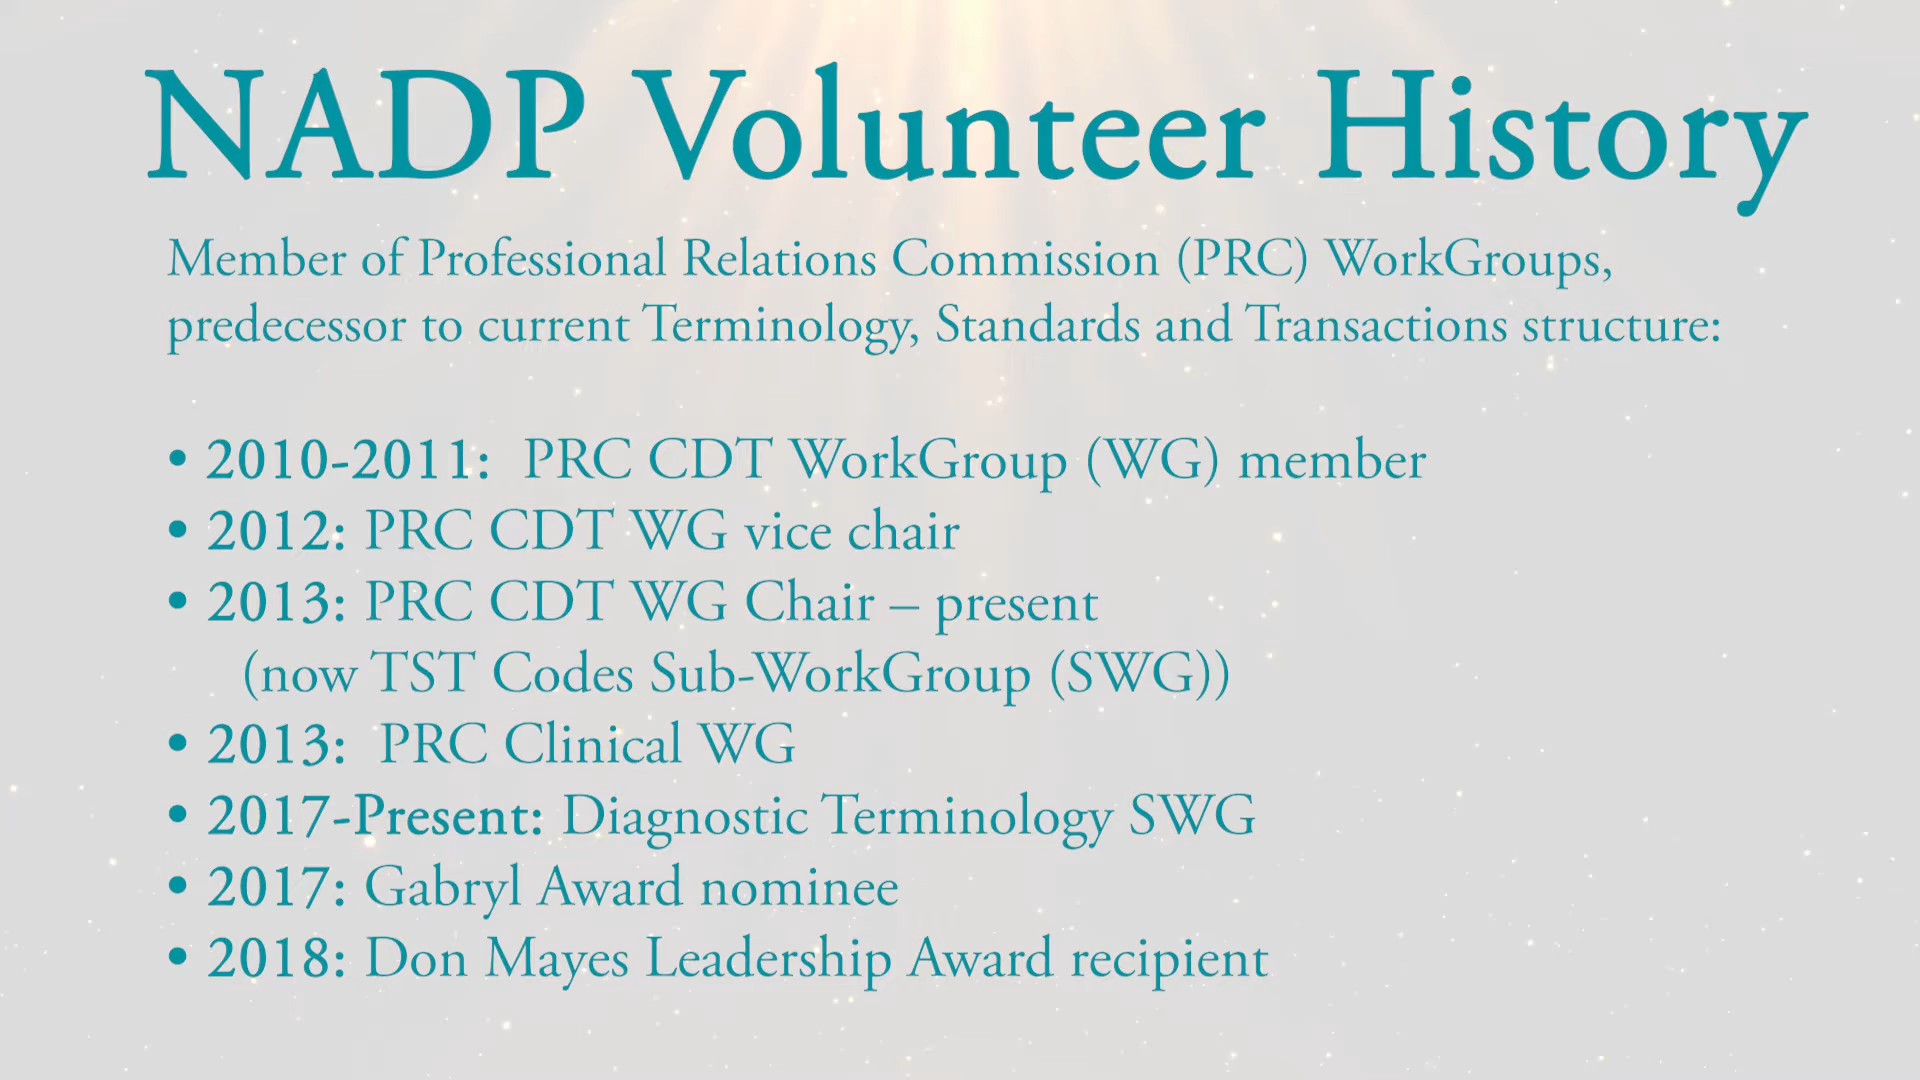 NADP Volunteer History
Member of Professional Relations Commission (PRC) WorkGroups,
predecessor to current Terminology, Standards and Transactions structure:
• 2010-2011:  PRC CDT WorkGroup (WG) member
• 2012: PRC CDT WG vice chair
• 2013: PRC CDT WG Chair – present
(now TST Codes Sub-WorkGroup (SWG))
• 2013:  PRC Clinical WG
• 2017-Present: Diagnostic Terminology SWG
• 2017: Gabryl Award nominee
• 2018: Don Mayes Leadership Award recipient